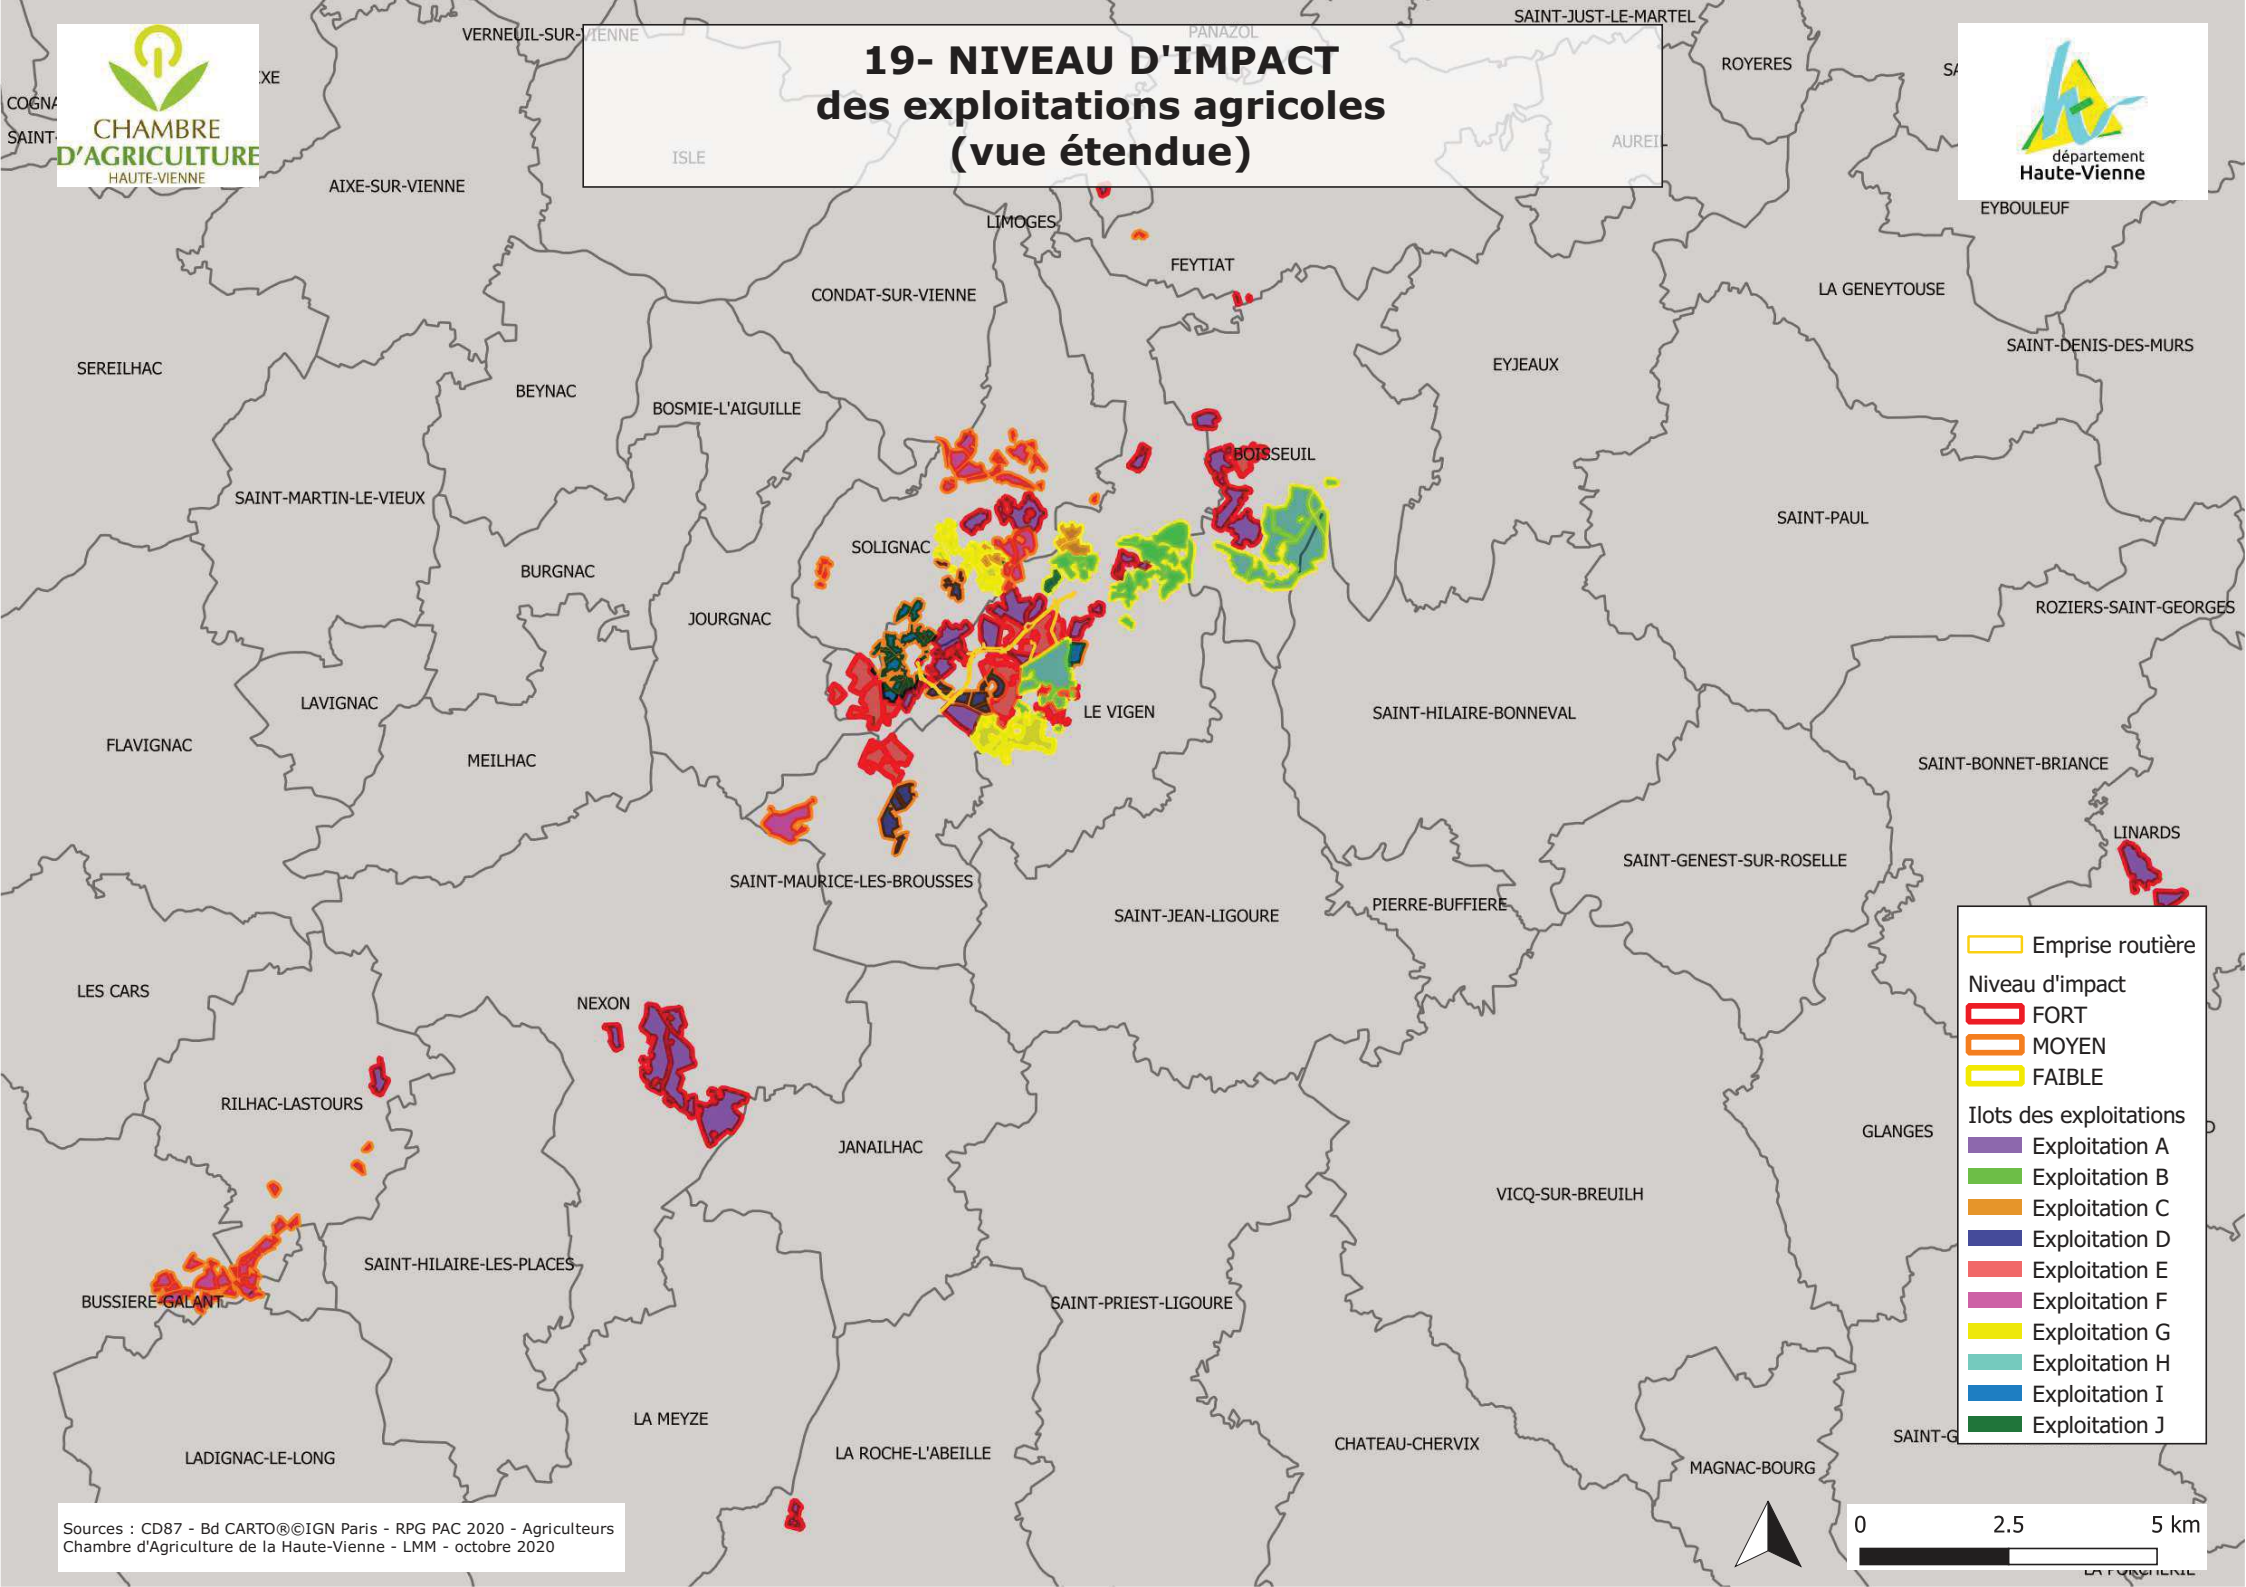 VERNEUIL-SUR-VIENNE
PANAZOL
SAINT-JUST-LE-MARTEL
19- NIVEAU D'IMPACT
des exploitations agricoles
(vue étendue)
ROYERES
CHAMBRE
D'AGRICULTURE
HAUTE-VIENNE
ISLE
AUREIL
département
Haute-Vienne
AIXE-SUR-VIENNE
EYBOULEUF
LIMOGES
FEYTIAT
CONDAT-SUR-VIENNE
LA GENEYTOUSE
SAINT-DENIS-DES-MURS
SEREILHAC
EYJEAUX
BEYNAC
BOSMIE-L'AIGUILLE
BOISSEUIL
SAINT-MARTIN-LE-VIEUX
SAINT-PAUL
SOLIGNAC
BURGNAC
ROZIERS-SAINT-GEORGES
JOURGNAC
LAVIGNAC
LE VIGEN
SAINT-HILAIRE-BONNEVAL
FLAVIGNAC
MEILHAC
SAINT-BONNET-BRIANCE
LINARDS
SAINT-GENEST-SUR-ROSELLE
SAINT-MAURICE-LES-BROUSSES
PIERRE-BUFFIERE
SAINT-JEAN-LIGOURE
LES CARS
NEXON
RILHAC-LASTOURS
JANAILHAC
GLANGES
VICQ-SUR-BREUILH
SAINT-HILAIRE-LES-PLACES
BUSSIERE-GALANT
SAINT-PRIEST-LIGOURE
LA MEYZE
LA ROCHE-L'ABEILLE
CHATEAU-CHERVIX
SAINT-G
LADIGNAC-LE-LONG
MAGNAC-BOURG
Emprise routière
Niveau d'impact
FORT
MOYEN
FAIBLE
Ilots des exploitations
Exploitation A
Exploitation B
Exploitation C
Exploitation D
Exploitation E
Exploitation F
Exploitation G
Exploitation H
Exploitation I
Exploitation J
Sources : CD87 - Bd CARTO®©IGN Paris - RPG PAC 2020 - Agriculteurs
Chambre d'Agriculture de la Haute-Vienne - LMM - octobre 2020
0 2.5 5 km